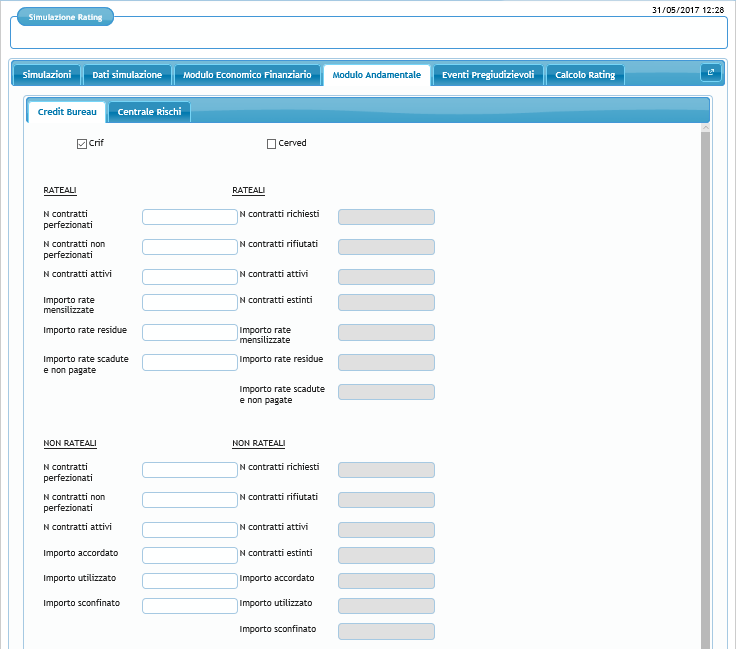 31/05/2017 12:28
Simulazione Rating
Simulazioni
Dati simulazione
Modulo Economico Finanziario
Modulo Andamentale
Eventi Pregiudizievoli
Calcolo Rating
Credit Bureau
Centrale Rischi
Crif
Cerved
RATEALI
N contratti
perfezionati
N contratti non
perfezionati
N contratti attivi
Importo rate
mensilizzate
Importo rate residue
Importo rate scadute
e non pagate
RATEALI
N contratti richiesti
N contratti rifiutati
N contratti attivi
N contratti estinti
Importo rate
mensilizzate
Importo rate residue
Importo rate scadute
e non pagate
NON RATEALI
N contratti
perfezionati
N contratti non
perfezionati
N contratti attivi
Importo accordato
Importo utilizzato
Importo sconfinato
NON RATEALI
N contratti richiesti
N contratti rifiutati
N contratti attivi
N contratti estinti
Importo accordato
Importo utilizzato
Importo sconfinato